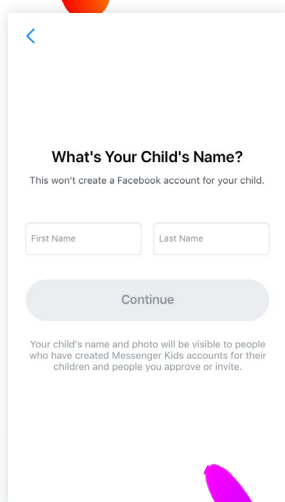 What's Your Child's Name?
This won't create a Facebook account for your child.
First Name
Last Name
Continue
Your child's name and photo will be visible to people
who have created Messenger Kids accounts for their
children and people you approve or invite.